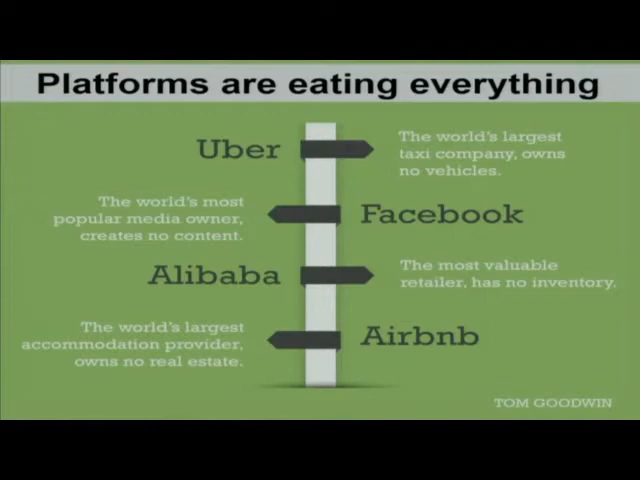 Platforms are eating everything
Uber
The world's largest
taxi company, owns
no vehicles.
The world's most
popular media owner,
creates no content.
Facebook
Alibaba
The most valuable
retailer, has no inventory.
The world's largest
accommodation provider,
owns no real estate.
Airbnb
TOM GOODWIN